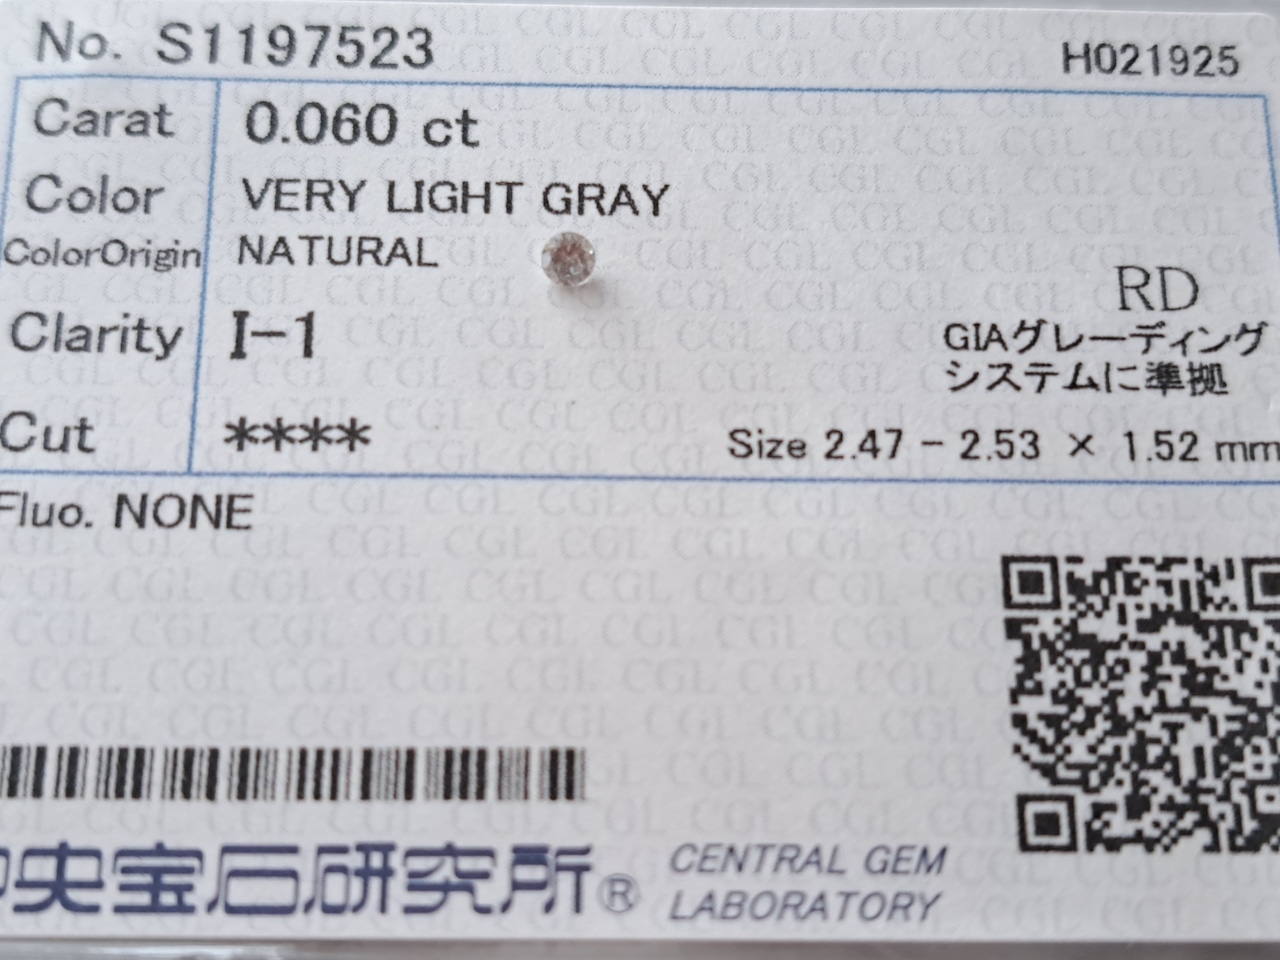 No. S1197523 H021925
Carat 0.060 ct
Color VERY LIGHT GRAY
ColorOrigin NATURAL
RD
Clarity I-1
GIAグレーディング
システムに準拠
Cut ****
Size 2.47 - 2.53 × 1.52 mm
Fluo. NONE
中央宝石研究所®
CENTRAL GEM
LABORATORY